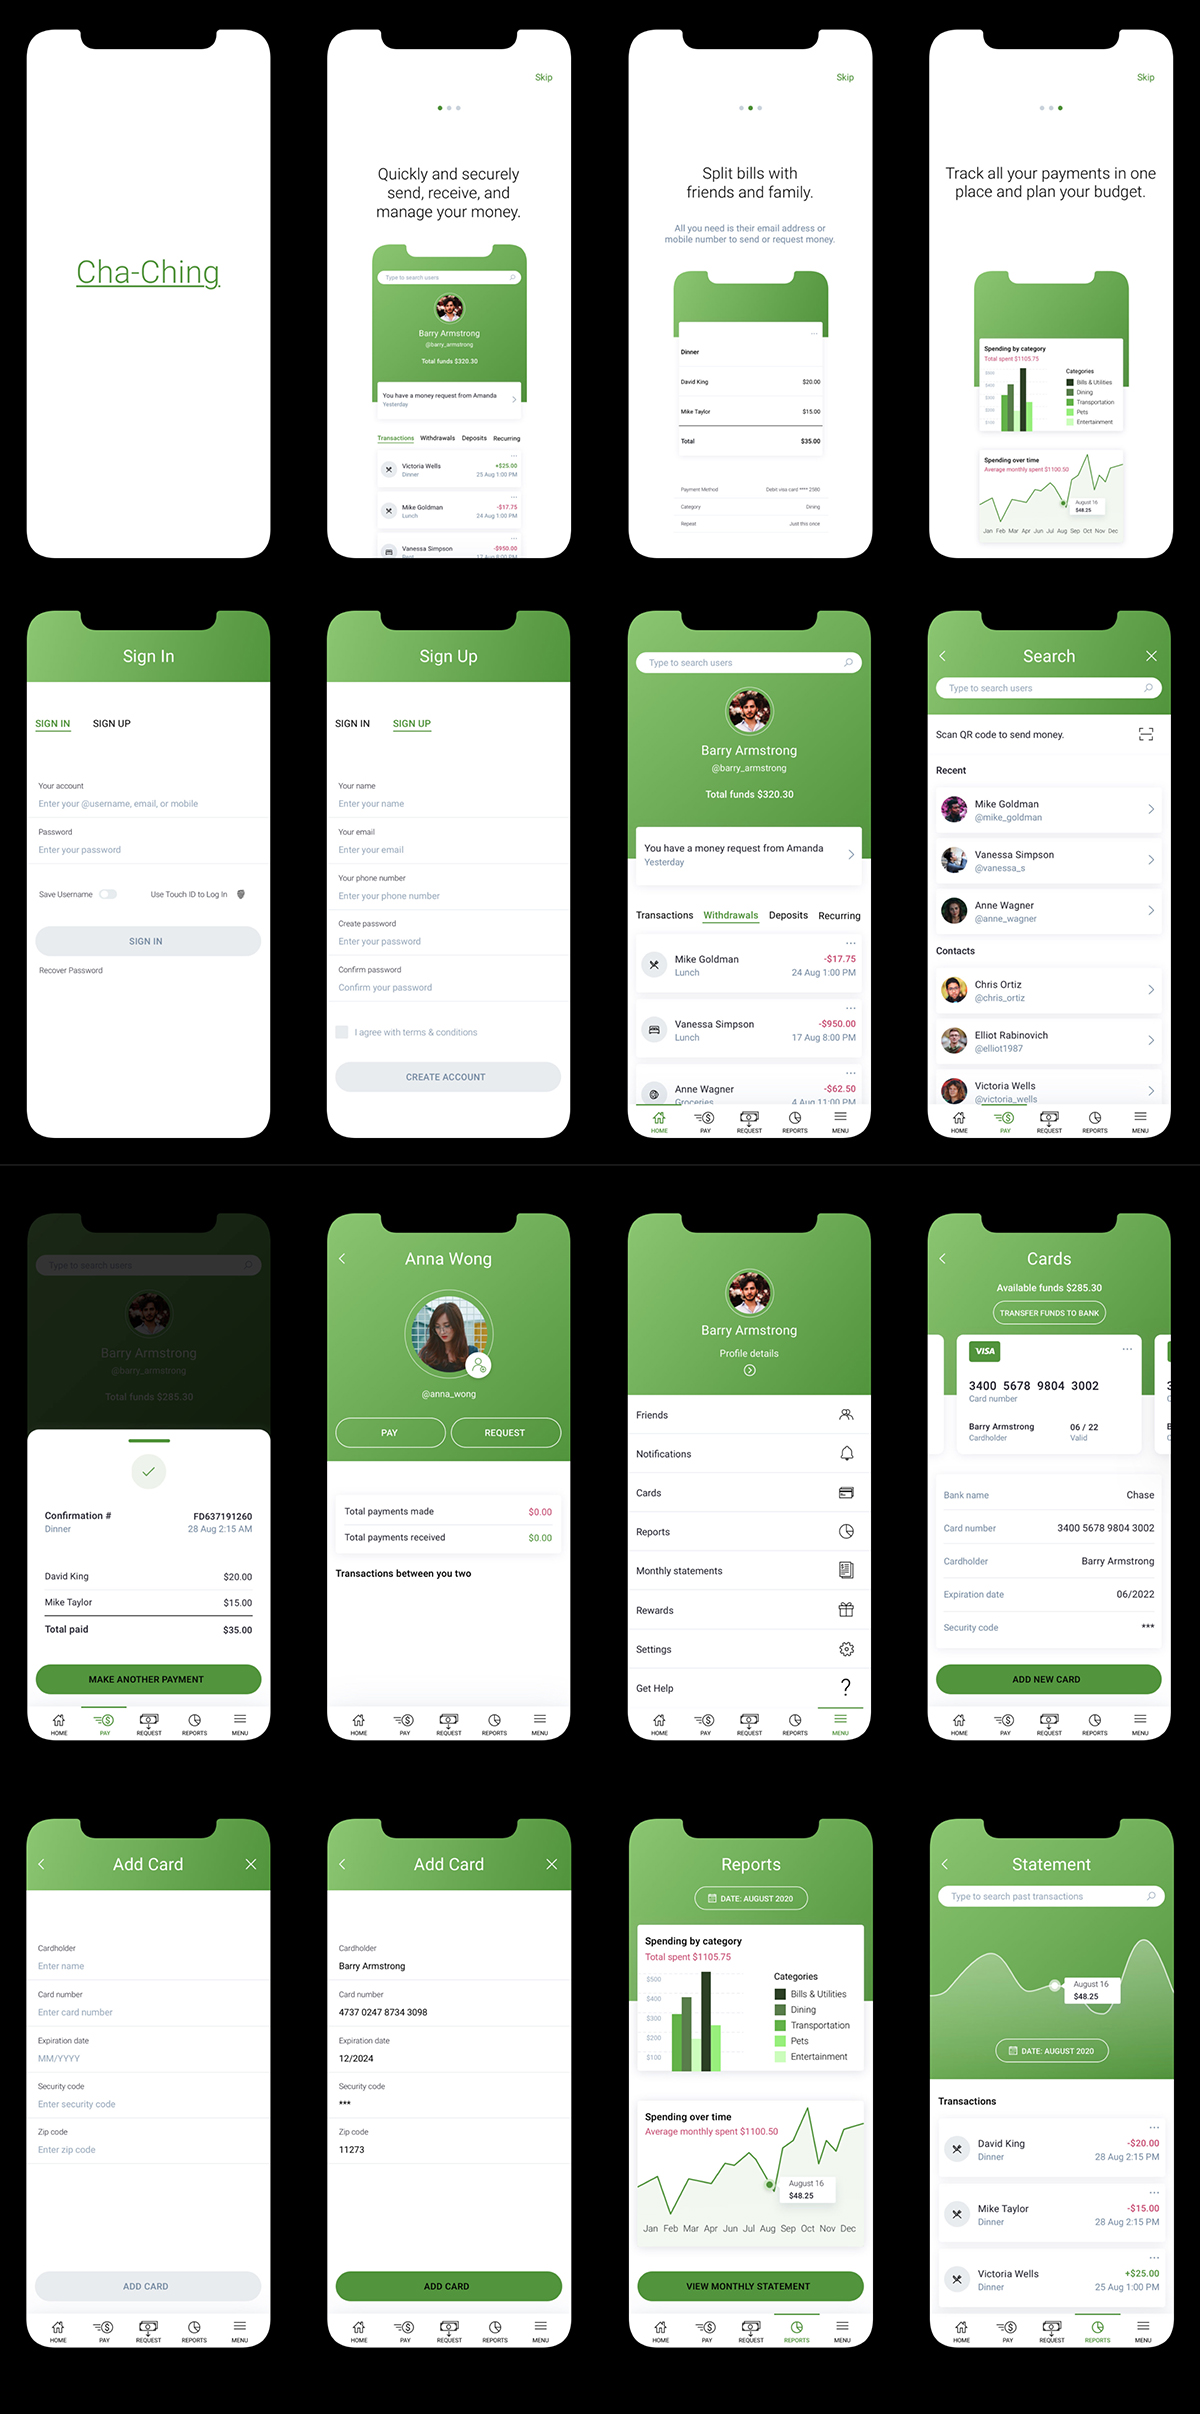 Cha-Ching
Skip
Quickly and securely
send, receive, and
manage your money.
Type to search users
Barry Armstrong
@barry_armstrong
Total funds $320.30
You have a money request from Amanda
Yesterday
Transactions Withdrawals Deposits Recurring
Victoria Wells +$25.00
Dinner 25 Aug 1:00 PM
Mike Goldman -$17.75
Lunch 24 Aug 1:00 PM
Vanessa Simpson -$950.00
17 Aug 8:00 PM
Skip
Split bills with
friends and family.
All you need is their email address or
mobile number to send or request money.
Dinner
David King $20.00
Mike Taylor $15.00
Total $35.00
Payment Method Debit visa card **** 2580
Category Dining
Repeat Just this once
Skip
Track all your payments in one
place and plan your budget.
Spending by category
Total spent $1105.75
$500
$400
$300
$200
$100
Categories
Bills & Utilities
Dining
Transportation
Pets
Entertainment
Spending over time
Average monthly spent $1100.50
August 16
$48.25
Jan Feb Mar Apr Jun Jul Aug Sep Oct Nov Dec
Sign In
SIGN IN SIGN UP
Your account
Enter your @username, email, or mobile
Password
Enter your password
Save Username Use Touch ID to Log In
SIGN IN
Recover Password
Sign Up
SIGN IN SIGN UP
Your name
Enter your name
Your email
Enter your email
Your phone number
Enter your phone number
Create password
Enter your password
Confirm password
Confirm your password
I agree with terms & conditions
CREATE ACCOUNT
Type to search users
Barry Armstrong
@barry_armstrong
Total funds $320.30
You have a money request from Amanda
Yesterday
Transactions Withdrawals Deposits Recurring
Mike Goldman -$17.75
Lunch 24 Aug 1:00 PM
Vanessa Simpson -$950.00
Lunch 17 Aug 8:00 PM
Anne Wagner -$62.50
Groceries 4 Aug 11:00 PM
HOME PAY REQUEST REPORTS MENU
Search
Type to search users
Scan QR code to send money.
Recent
Mike Goldman
@mike_goldman
Vanessa Simpson
@vanessa_s
Anne Wagner
@anne_wagner
Contacts
Chris Ortiz
@chris_ortiz
Elliot Rabinovich
@elliot1987
Victoria Wells
@victoria_wells
HOME PAY REQUEST REPORTS MENU
Type to search users
Barry Armstrong
@barry_armstrong
Total funds $285.30
Confirmation # FD637191260
Dinner 28 Aug 2:15 AM
David King $20.00
Mike Taylor $15.00
Total paid $35.00
MAKE ANOTHER PAYMENT
HOME PAY REQUEST REPORTS MENU
Anna Wong
@anna_wong
PAY REQUEST
Total payments made $0.00
Total payments received $0.00
Transactions between you two
HOME PAY REQUEST REPORTS MENU
Barry Armstrong
Profile details
Friends
Notifications
Cards
Reports
Monthly statements
Rewards
Settings
Get Help ?
HOME PAY REQUEST REPORTS MENU
Cards
Available funds $285.30
TRANSFER FUNDS TO BANK
VISA
3400 5678 9804 3002
Card number
Barry Armstrong 06 / 22
Cardholder Valid
Bank name Chase
Card number 3400 5678 9804 3002
Cardholder Barry Armstrong
Expiration date 06/2022
Security code ***
ADD NEW CARD
HOME PAY REQUEST REPORTS MENU
Add Card
Cardholder
Enter name
Card number
Enter card number
Expiration date
MM/YYYY
Security code
Enter security code
Zip code
Enter zip code
ADD CARD
HOME PAY REQUEST REPORTS MENU
Add Card
Cardholder
Barry Armstrong
Card number
4737 0247 8734 3098
Expiration date
12/2024
Security code
***
Zip code
11273
ADD CARD
HOME PAY REQUEST REPORTS MENU
Reports
DATE: AUGUST 2020
Spending by category
Total spent $1105.75
$500
$400
$300
$200
$100
Categories
Bills & Utilities
Dining
Transportation
Pets
Entertainment
Spending over time
Average monthly spent $1100.50
August 16
$48.25
Jan Feb Mar Apr Jun Jul Aug Sep Oct Nov Dec
VIEW MONTHLY STATEMENT
HOME PAY REQUEST REPORTS MENU
Statement
Type to search past transactions
August 16
$48.25
DATE: AUGUST 2020
Transactions
David King -$20.00
Dinner 28 Aug 2:15 PM
Mike Taylor -$15.00
Dinner 28 Aug 2:15 PM
Victoria Wells +$25.00
Dinner 25 Aug 1:00 PM
HOME PAY REQUEST REPORTS MENU